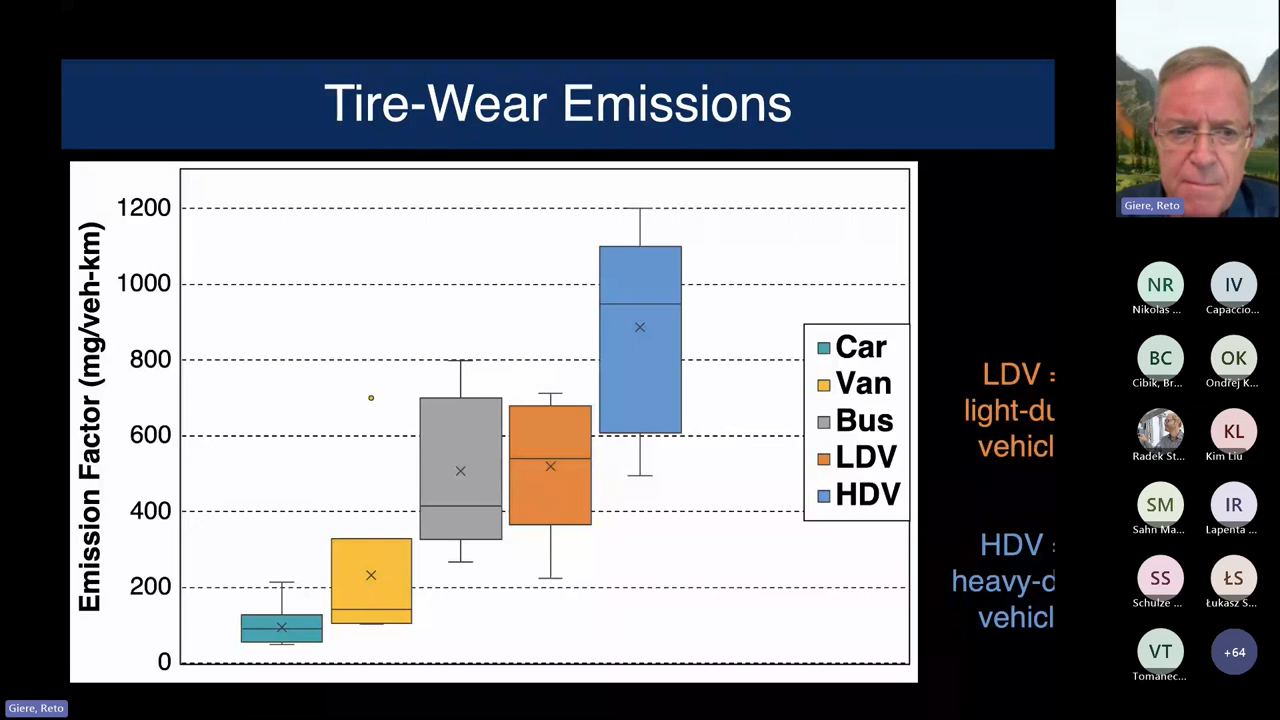 Tire-Wear Emissions
Emission Factor (mg/veh-km)
1200
1000
800
600
400
200
0
Car
Van
Bus
LDV
HDV
LDV =
light-du
vehicl
HDV =
heavy-d
vehicl
Giere, Reto
NR
Nikolas ...
IV
Capaccio...
BC
Cibik, Br...
OK
Ondřej K...
Radek St...
KL
Kim Liu
SM
Sahn Ma...
IR
Lapenta ...
SS
Schulze ...
ŁS
Łukasz S...
VT
Tomanec...
+64
Giere, Reto